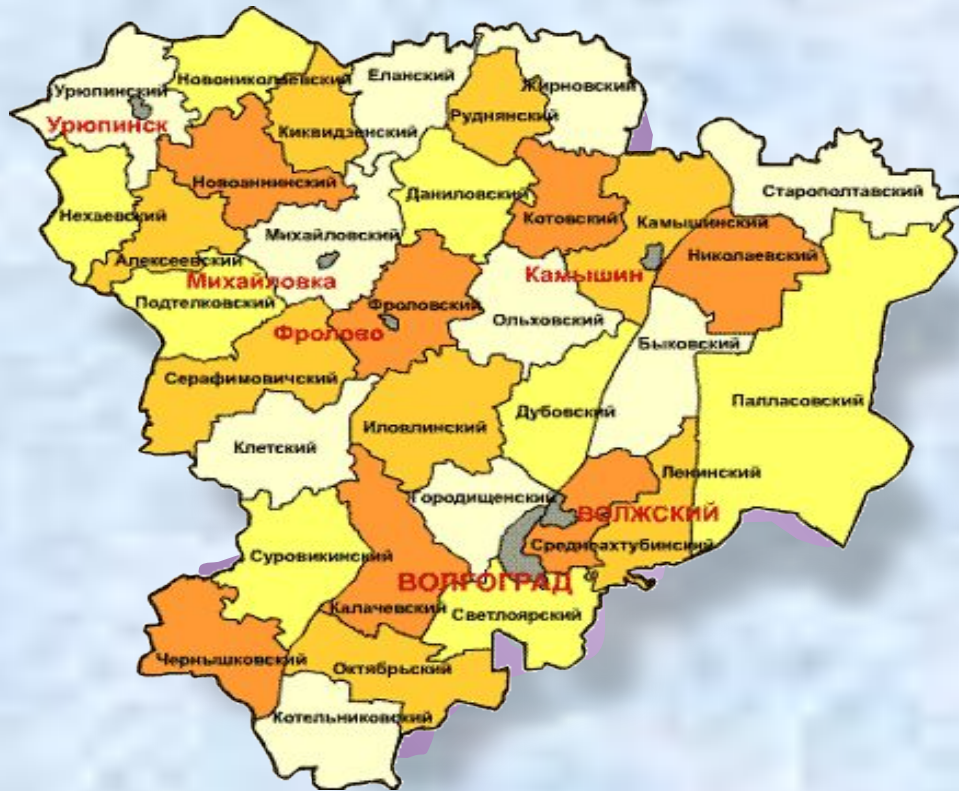 Урюпинский
Новониколаевский
Еланский
Жирновский
Руднянский
Урюпинск
Киквидзенский
Новоаннинский
Даниловский
Старополтавский
Нехаевский
Котовский
Камышинский
Михайловский
Николаевский
Алексеевский
Михайловка
Камышин
Подтелковский
Фроловский
Ольховский
Фролово
Быковский
Серафимовичский
Палласовский
Дубовский
Иловлинский
Клетский
Ленинский
Городищенский
ВОЛЖСКИЙ
Среднеахтубинский
Суровикинский
ВОЛГОГРАД
Калачевский
Светлоярский
Чернышковский
Октябрьский
Котельниковский